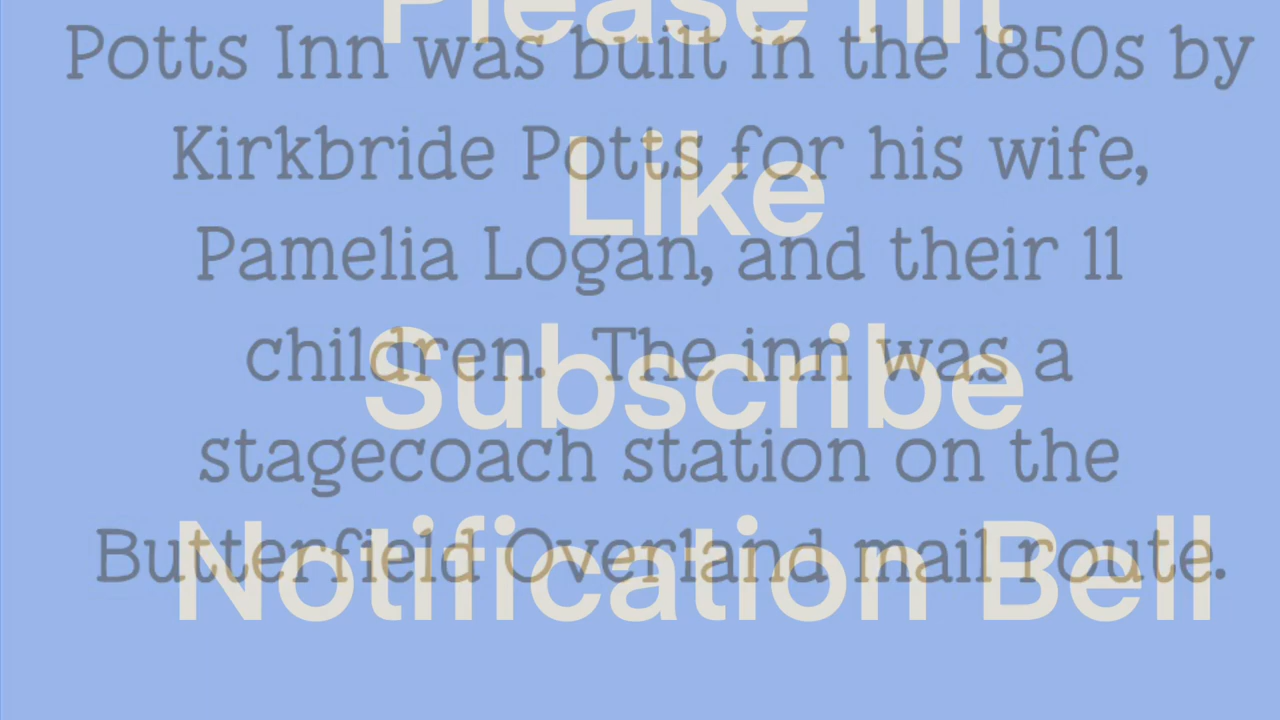 Please hit
Potts Inn was built in the 1850s by
Kirkbride Potts for his wife,
Like
Pamelia Logan, and their 11
children. The inn was a
Subscribe
stagecoach station on the
Butterfield Overland mail route.
Notification Bell